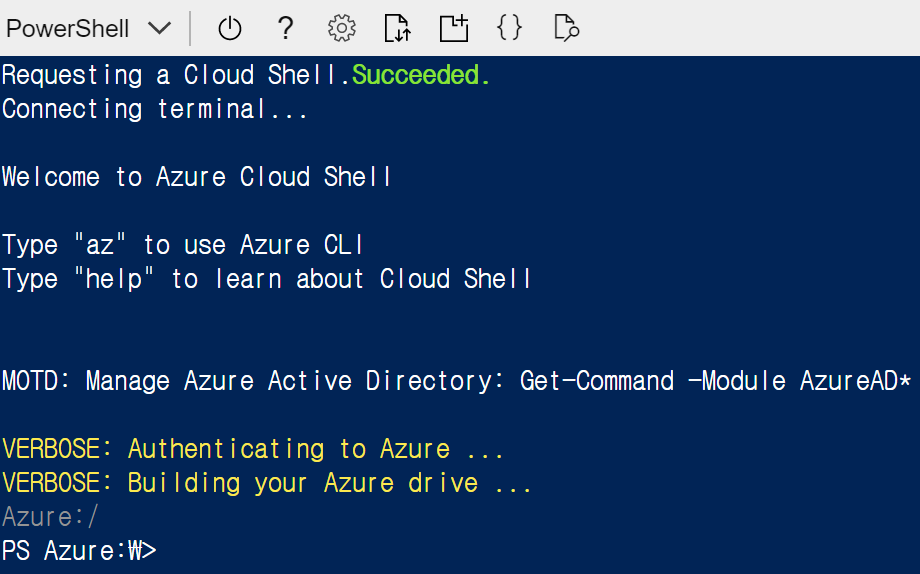 PowerShell
Requesting a Cloud Shell.Succeeded.
Connecting terminal...
Welcome to Azure Cloud Shell
Type "az" to use Azure CLI
Type "help" to learn about Cloud Shell
MOTD: Manage Azure Active Directory: Get-Command -Module AzureAD*
VERBOSE: Authenticating to Azure ...
VERBOSE: Building your Azure drive ...
Azure:/
PS Azure:₩>